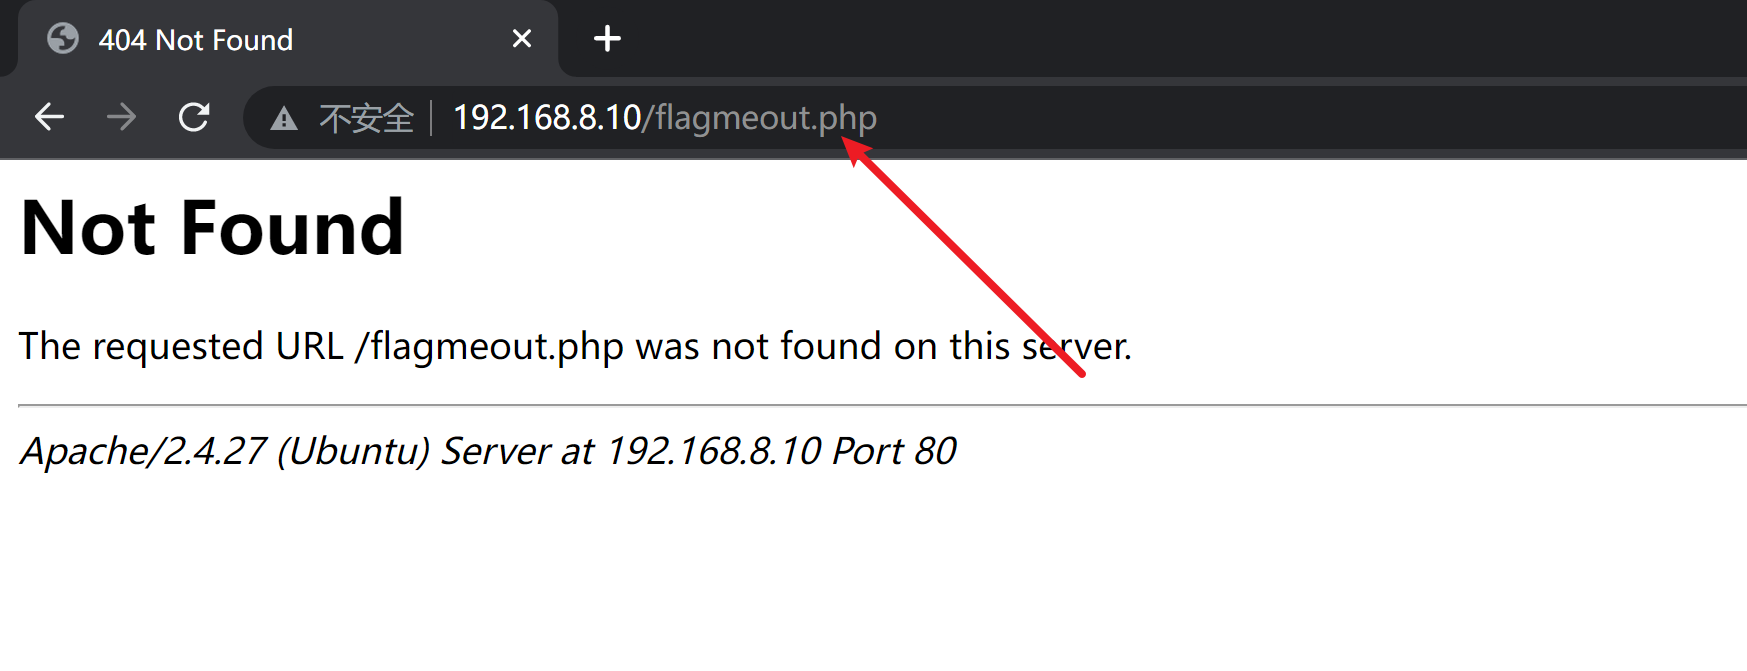 404 Not Found
不安全 192.168.8.10/flagmeout.php
Not Found
The requested URL /flagmeout.php was not found on this server.
Apache/2.4.27 (Ubuntu) Server at 192.168.8.10 Port 80